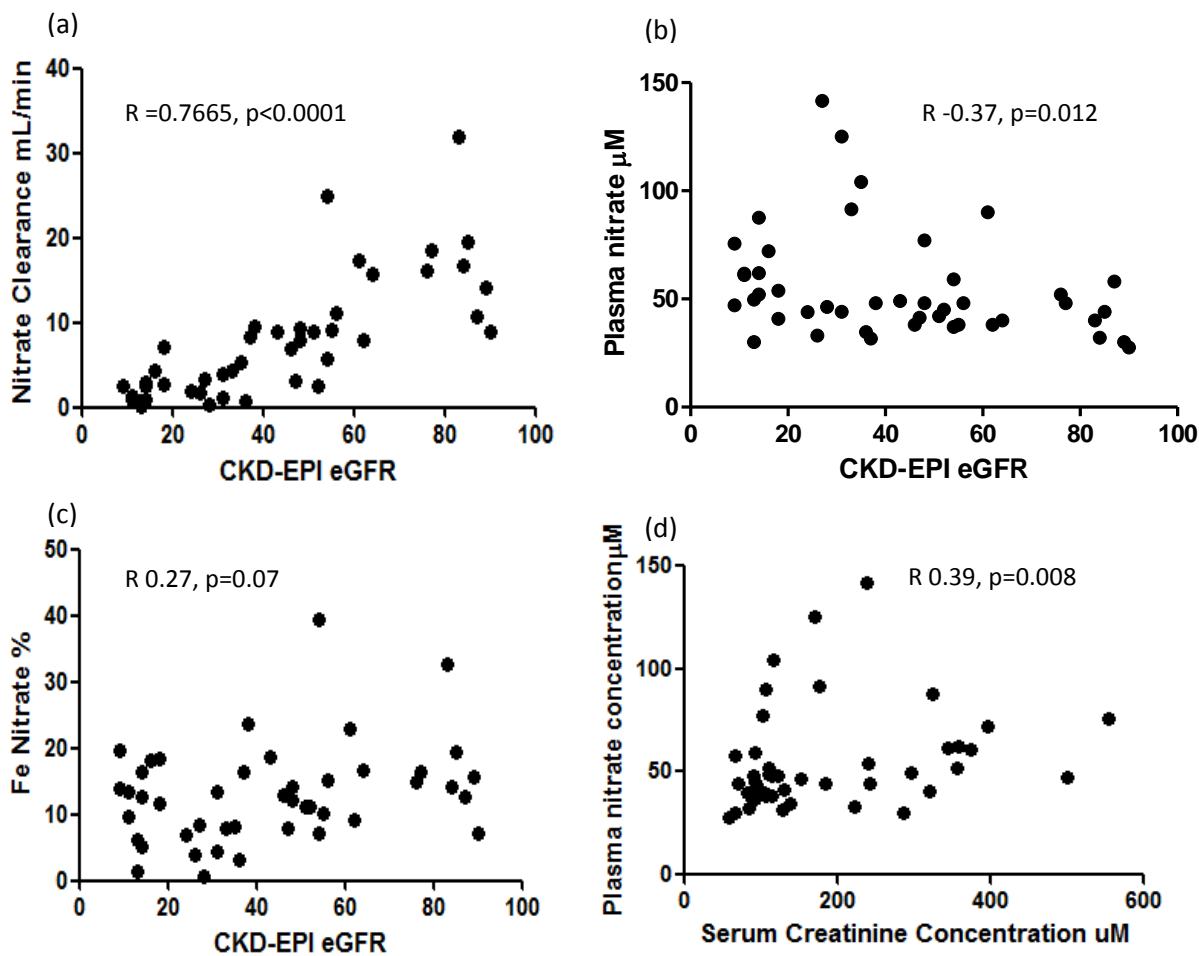 (a)
40
30
20
10
0
Nitrate Clearance mL/min
R =0.7665, p<0.0001
0 20 40 60 80 100
CKD-EPI eGFR
(b)
150
100
50
0
Plasma nitrate µM
R -0.37, p=0.012
0 20 40 60 80 100
CKD-EPI eGFR
(c)
50
40
30
20
10
0
Fe Nitrate %
R 0.27, p=0.07
0 20 40 60 80 100
CKD-EPI eGFR
(d)
150
100
50
0
Plasma nitrate concentrationµM
R 0.39, p=0.008
0 200 400 600
Serum Creatinine Concentration uM